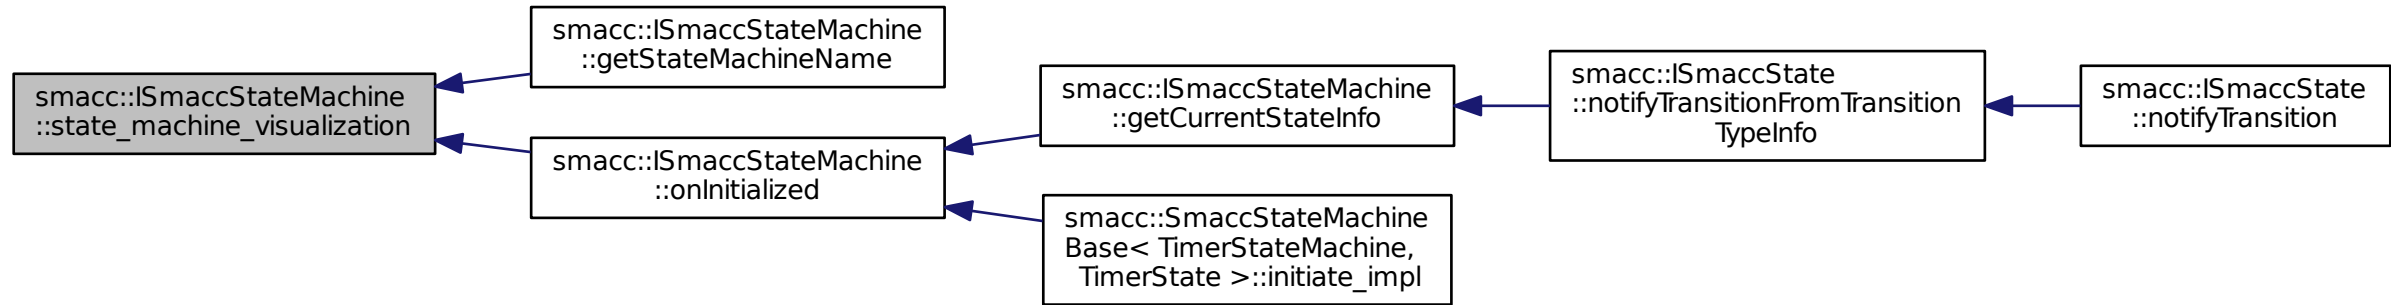 smacc::ISmaccStateMachine
::state_machine_visualization
smacc::ISmaccStateMachine
::getStateMachineName
smacc::ISmaccStateMachine
::onInitialized
smacc::ISmaccStateMachine
::getCurrentStateInfo
smacc::SmaccStateMachine
Base< TimerStateMachine,
TimerState >::initiate_impl
smacc::ISmaccState
::notifyTransitionFromTransition
TypeInfo
smacc::ISmaccState
::notifyTransition